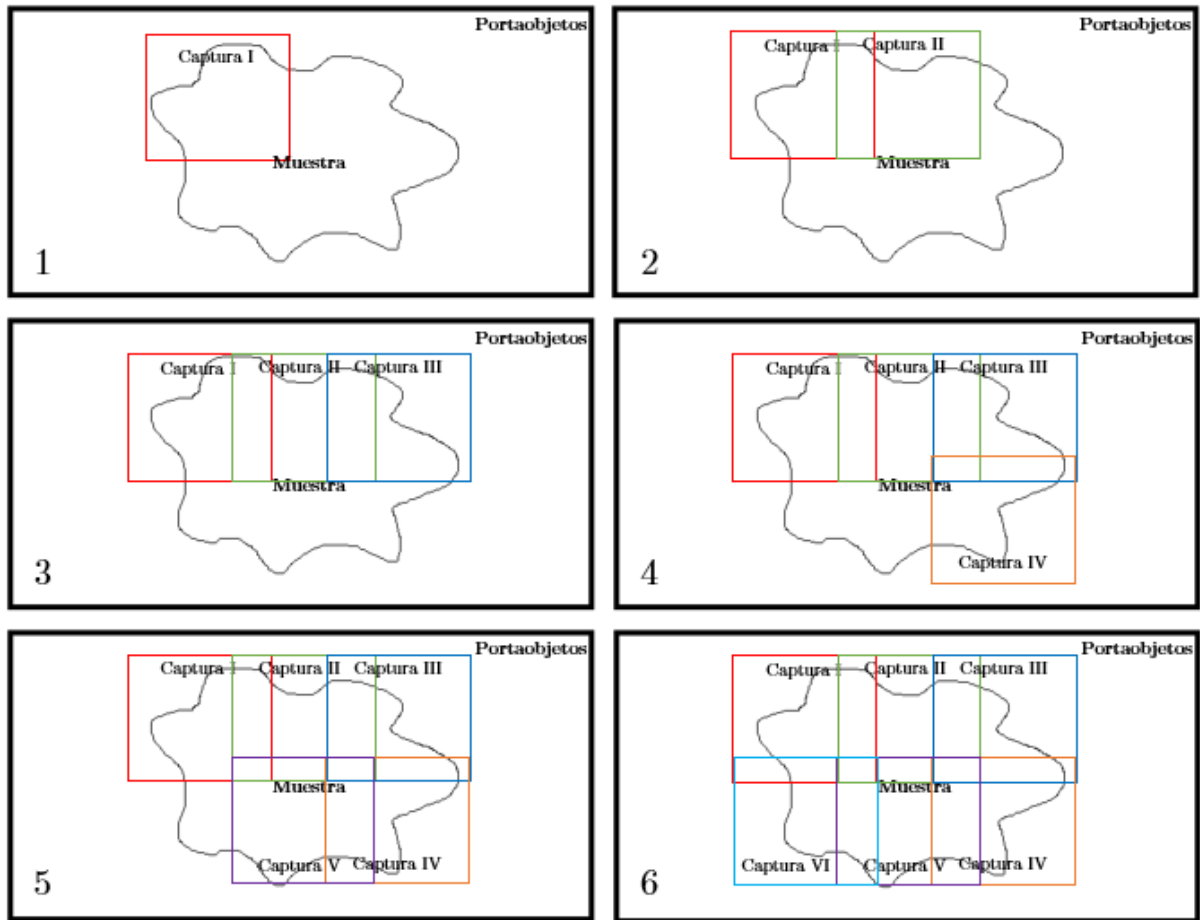 Portaobjetos
Captura I
Muestra
1
Portaobjetos
Captura I Captura II
Muestra
2
Portaobjetos
Captura I Captura II Captura III
Muestra
3
Portaobjetos
Captura I Captura II Captura III
Muestra
Captura IV
4
Portaobjetos
Captura I Captura II Captura III
Muestra
Captura V Captura IV
5
Portaobjetos
Captura I Captura II Captura III
Muestra
Captura VI Captura V Captura IV
6